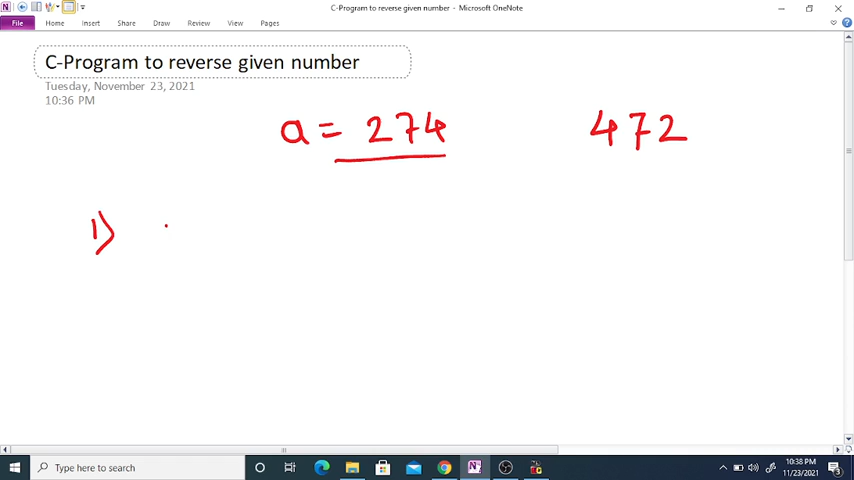 C-Program to reverse given number - Microsoft OneNote
File Home Insert Share Draw Review View Pages
C-Program to reverse given number
Tuesday, November 23, 2021
10:36 PM
a = 274 472
1)
Type here to search
10:38 PM
11/23/2021
3